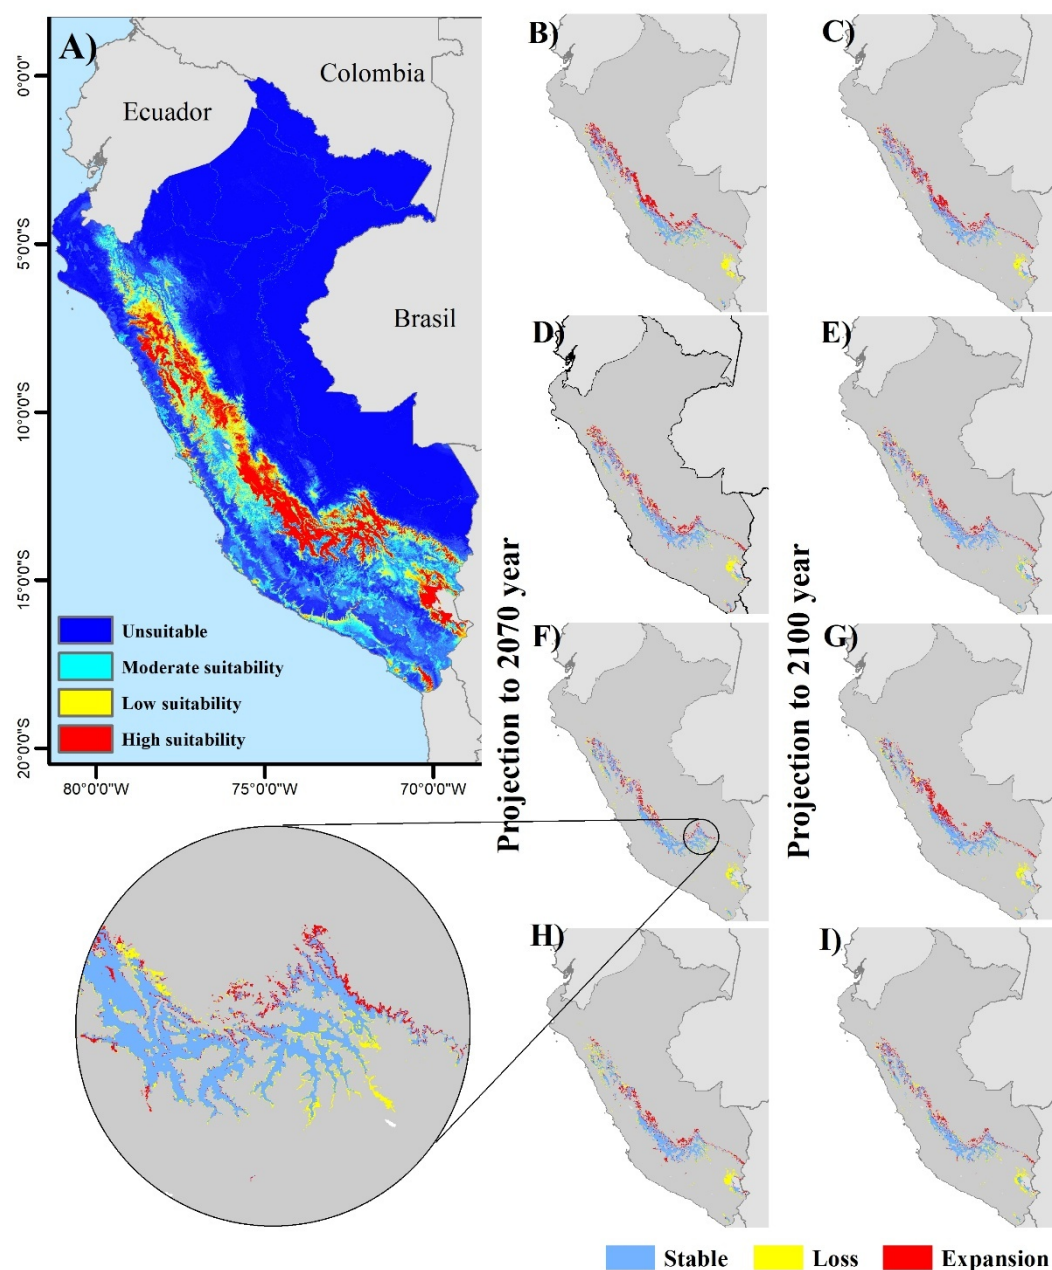 A)
Colombia
Ecuador
Brasil
0°0'0"
5°0'0"S
10°0'0"S
15°0'0"S
20°0'0"S
80°0'0"W
75°0'0"W
70°0'0"W
Unsuitable
Moderate suitability
Low suitability
High suitability
B)
C)
D)
E)
F)
G)
H)
I)
Projection to 2070 year
Projection to 2100 year
Stable
Loss
Expansion